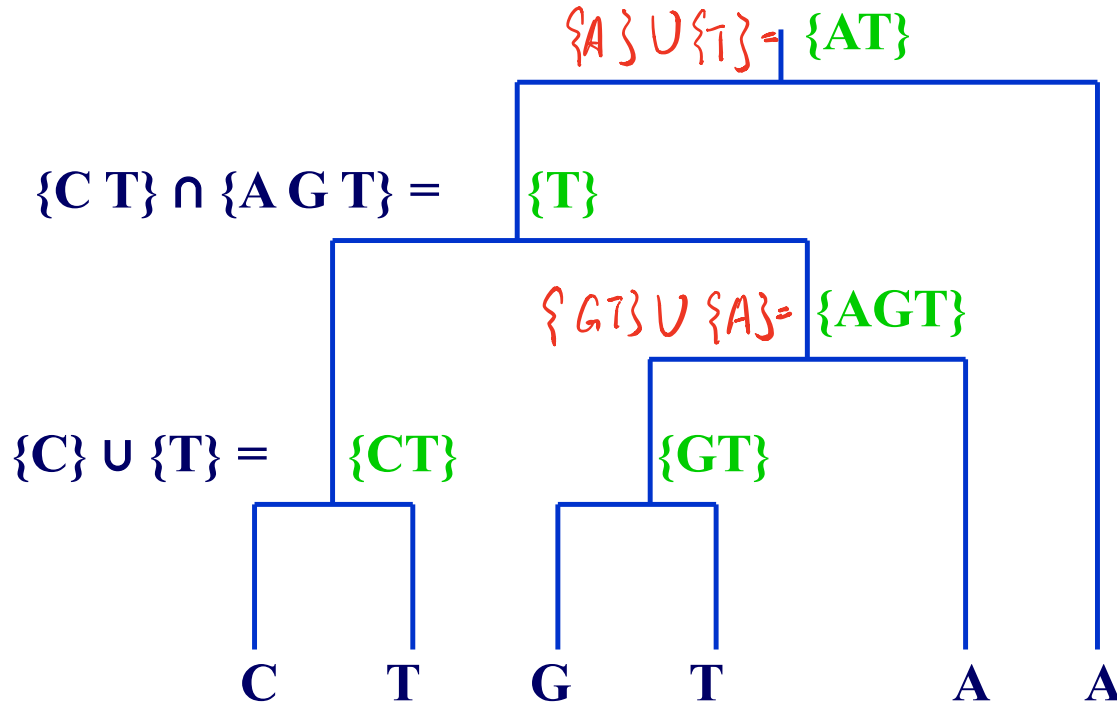 {A} ∪ {T} = {AT}
{C T} ∩ {A G T} = {T}
{GT} ∪ {A} = {AGT}
{C} ∪ {T} = {CT} {GT}
C T G T A A